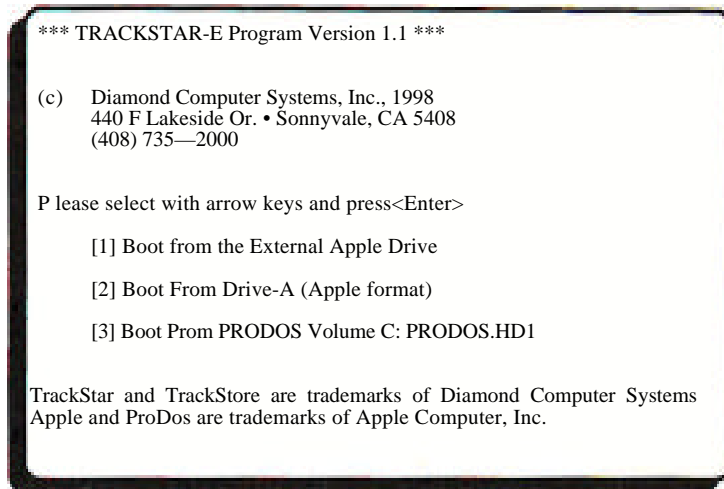 *** TRACKSTAR-E Program Version 1.1 ***
(c) Diamond Computer Systems, Inc., 1998
440 F Lakeside Or. • Sonnyvale, CA 5408
(408) 735—2000
P lease select with arrow keys and press<Enter>
[1] Boot from the External Apple Drive
[2] Boot From Drive-A (Apple format)
[3] Boot Prom PRODOS Volume C: PRODOS.HD1
TrackStar and TrackStore are trademarks of Diamond Computer Systems
Apple and ProDos are trademarks of Apple Computer, Inc.